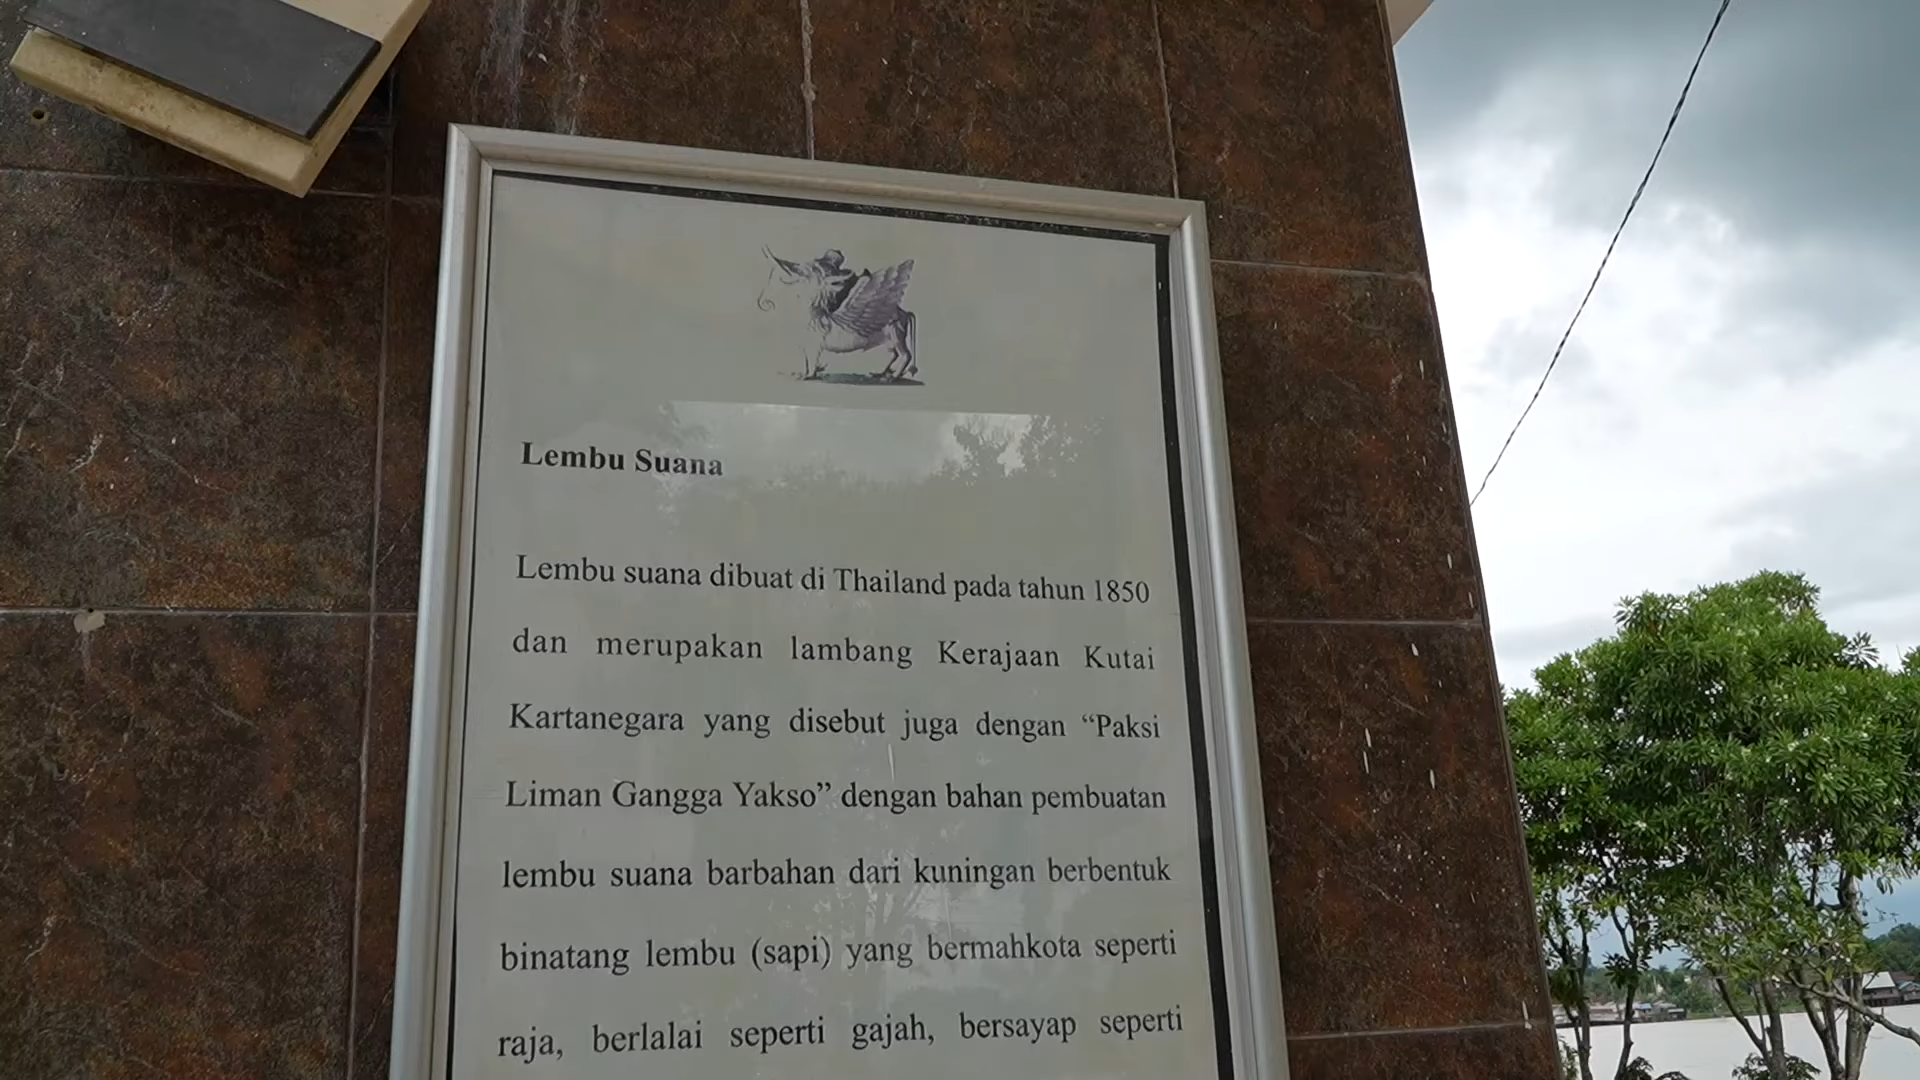 Lembu Suana
Lembu suana dibuat di Thailand pada tahun 1850
dan merupakan lambang Kerajaan Kutai
Kartanegara yang disebut juga dengan “Paksi
Liman Gangga Yakso” dengan bahan pembuatan
lembu suana barbahan dari kuningan berbentuk
binatang lembu (sapi) yang bermahkota seperti
raja, berlalai seperti gajah, bersayap seperti